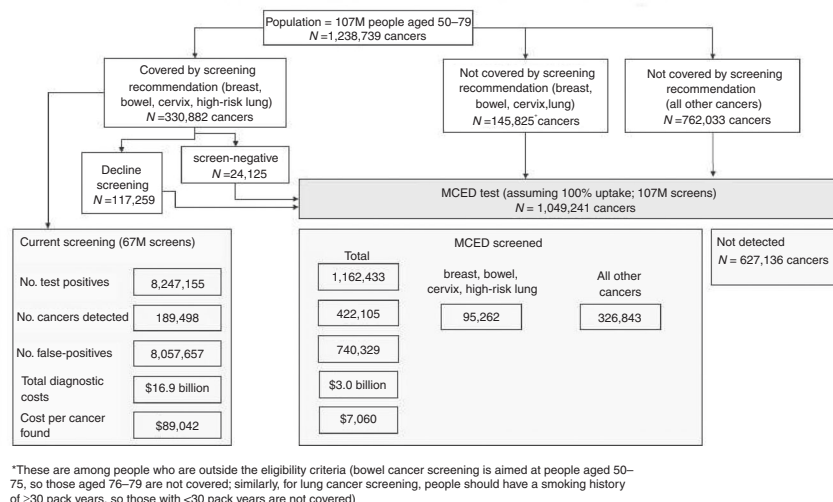 Population = 107M people aged 50–79
N =1,238,739 cancers
Covered by screening
recommendation (breast,
bowel, cervix, high-risk lung)
N =330,882 cancers
Not covered by screening
recommendation (breast,
bowel, cervix,lung)
N =145,825*cancers
Not covered by screening
recommendation
(all other cancers)
N =762,033 cancers
Decline
screening
N =117,259
screen-negative
N =24,125
MCED test (assuming 100% uptake; 107M screens)
N = 1,049,241 cancers
Current screening (67M screens)
No. test positives
8,247,155
No. cancers detected
189,498
No. false-positives
8,057,657
Total diagnostic
costs
$16.9 billion
Cost per cancer
found
$89,042
MCED screened
Total
1,162,433
422,105
740,329
$3.0 billion
$7,060
breast, bowel,
cervix, high-risk lung
95,262
All other
cancers
326,843
Not detected
N = 627,136 cancers
*These are among people who are outside the eligibility criteria (bowel cancer screening is aimed at people aged 50–
75, so those aged 76–79 are not covered; similarly, for lung cancer screening, people should have a smoking history
of ≥30 pack years, so those with <30 pack years are not covered)